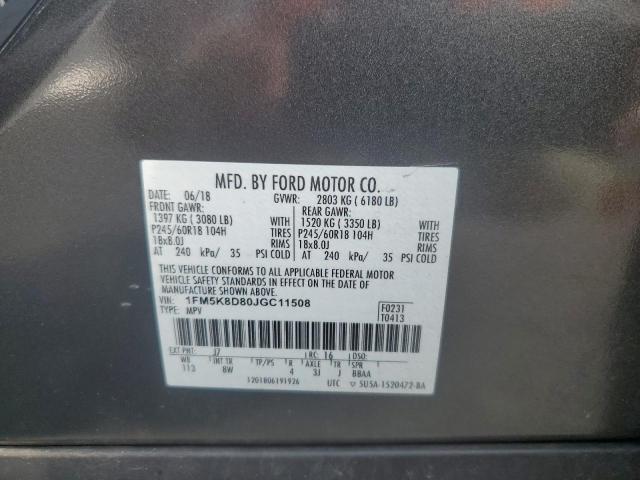 MFD. BY FORD MOTOR CO.
DATE: 06/18 GVWR: 2803 KG ( 6180 LB)
FRONT GAWR: REAR GAWR:
1397 KG ( 3080 LB) WITH 1520 KG ( 3350 LB) WITH
P245/60R18 104H TIRES P245/60R18 104H TIRES
18x8.0J RIMS 18x8.0J RIMS
AT 240 kPa/ 35 PSI COLD AT 240 kPa/ 35 PSI COLD
THIS VEHICLE CONFORMS TO ALL APPLICABLE FEDERAL MOTOR
VEHICLE SAFETY STANDARDS IN EFFECT ON THE DATE OF
MANUFACTURE SHOWN ABOVE.
VIN: 1FM5K8D80JGC11508 F0231
TYPE: MPV T0413
EXT PNT: J7 RC: 16 DSO:
WB INT TR TP/PS R AXLE TR SPR
113 8W 4 3J J BBAA
1201806191926 UTC ▽ 5U5A-1520472-BA